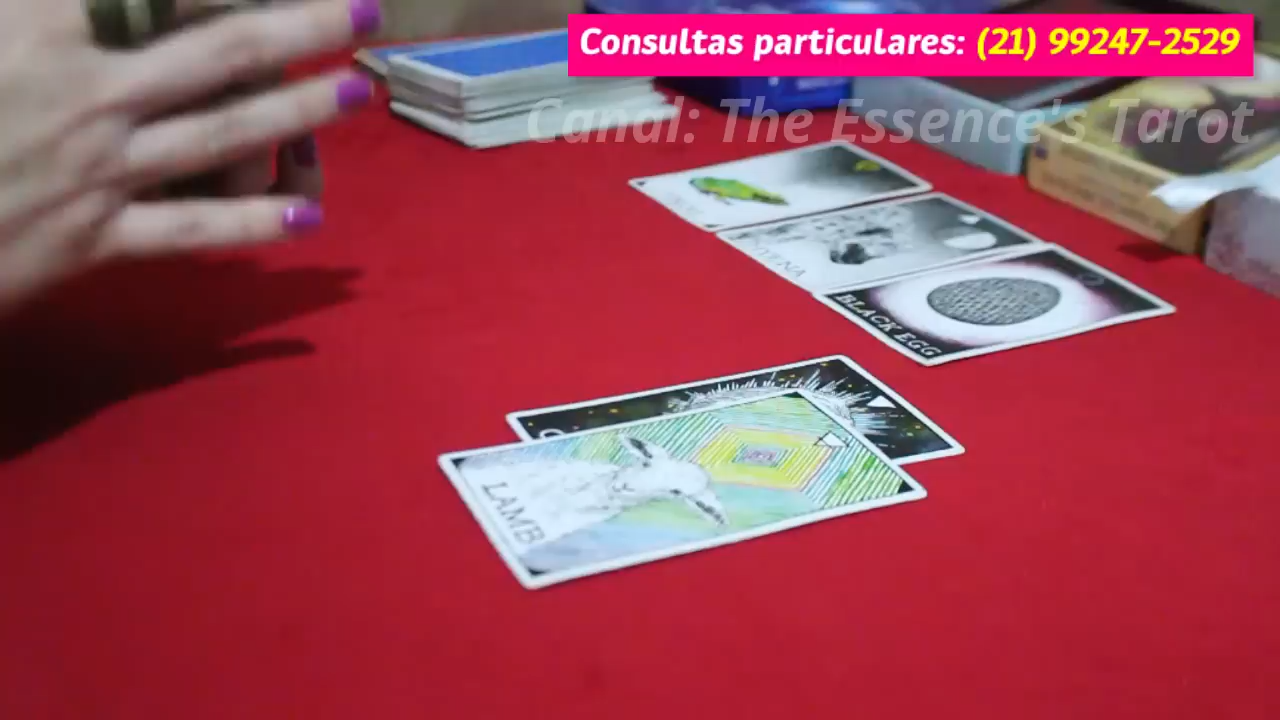 Consultas particulares: (21) 99247-2529
Canal: The Essence's Tarot
BLACK EGG
LAMB